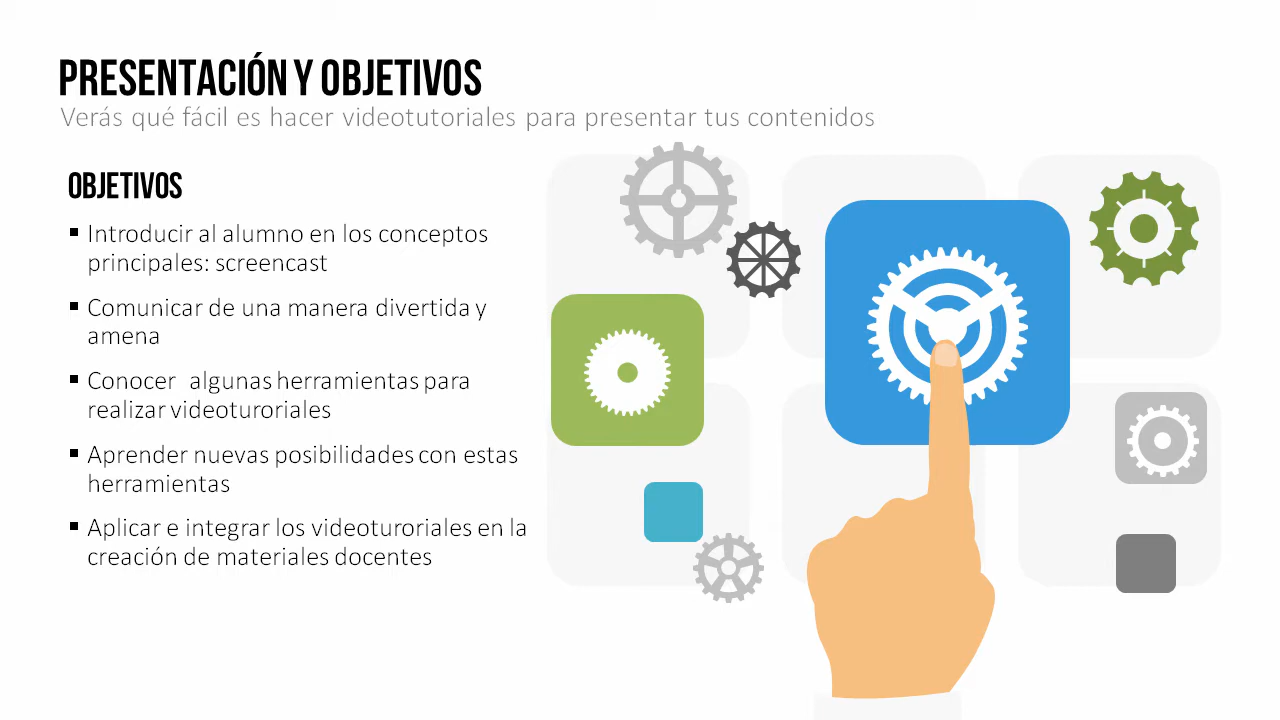 PRESENTACIÓN Y OBJETIVOS
Verás qué fácil es hacer videotutoriales para presentar tus contenidos
OBJETIVOS
▪ Introducir al alumno en los conceptos
principales: screencast
▪ Comunicar de una manera divertida y
amena
▪ Conocer algunas herramientas para
realizar videoturoriales
▪ Aprender nuevas posibilidades con estas
herramientas
▪ Aplicar e integrar los videoturoriales en la
creación de materiales docentes